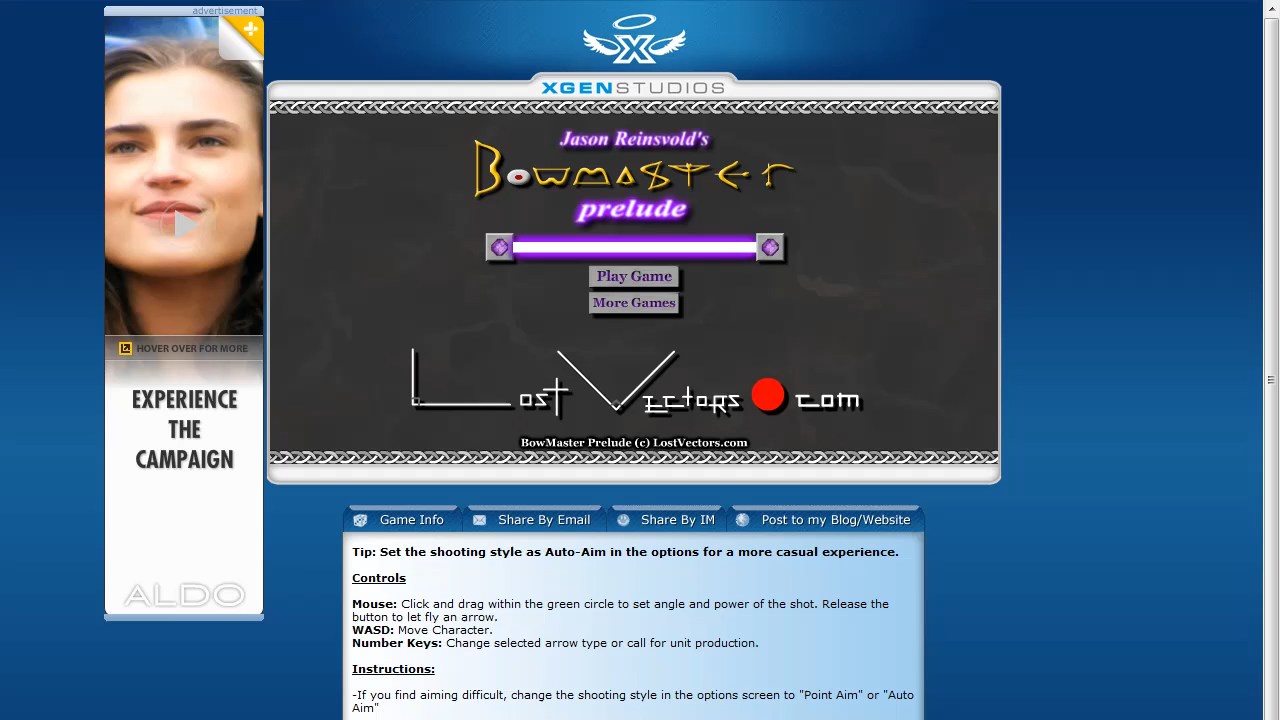 advertisement
X
XGENSTUDIOS
Jason Reinsvold's
BOWMASTER
prelude
Play Game
More Games
Lost Vectors com
BowMaster Prelude (c) LostVectors.com
HOVER OVER FOR MORE
EXPERIENCE
THE
CAMPAIGN
ALDO
Game Info
Share By Email
Share By IM
Post to my Blog/Website
Tip: Set the shooting style as Auto-Aim in the options for a more casual experience.
Controls
Mouse: Click and drag within the green circle to set angle and power of the shot. Release the
button to let fly an arrow.
WASD: Move Character.
Number Keys: Change selected arrow type or call for unit production.
Instructions:
-If you find aiming difficult, change the shooting style in the options screen to "Point Aim" or "Auto
Aim"